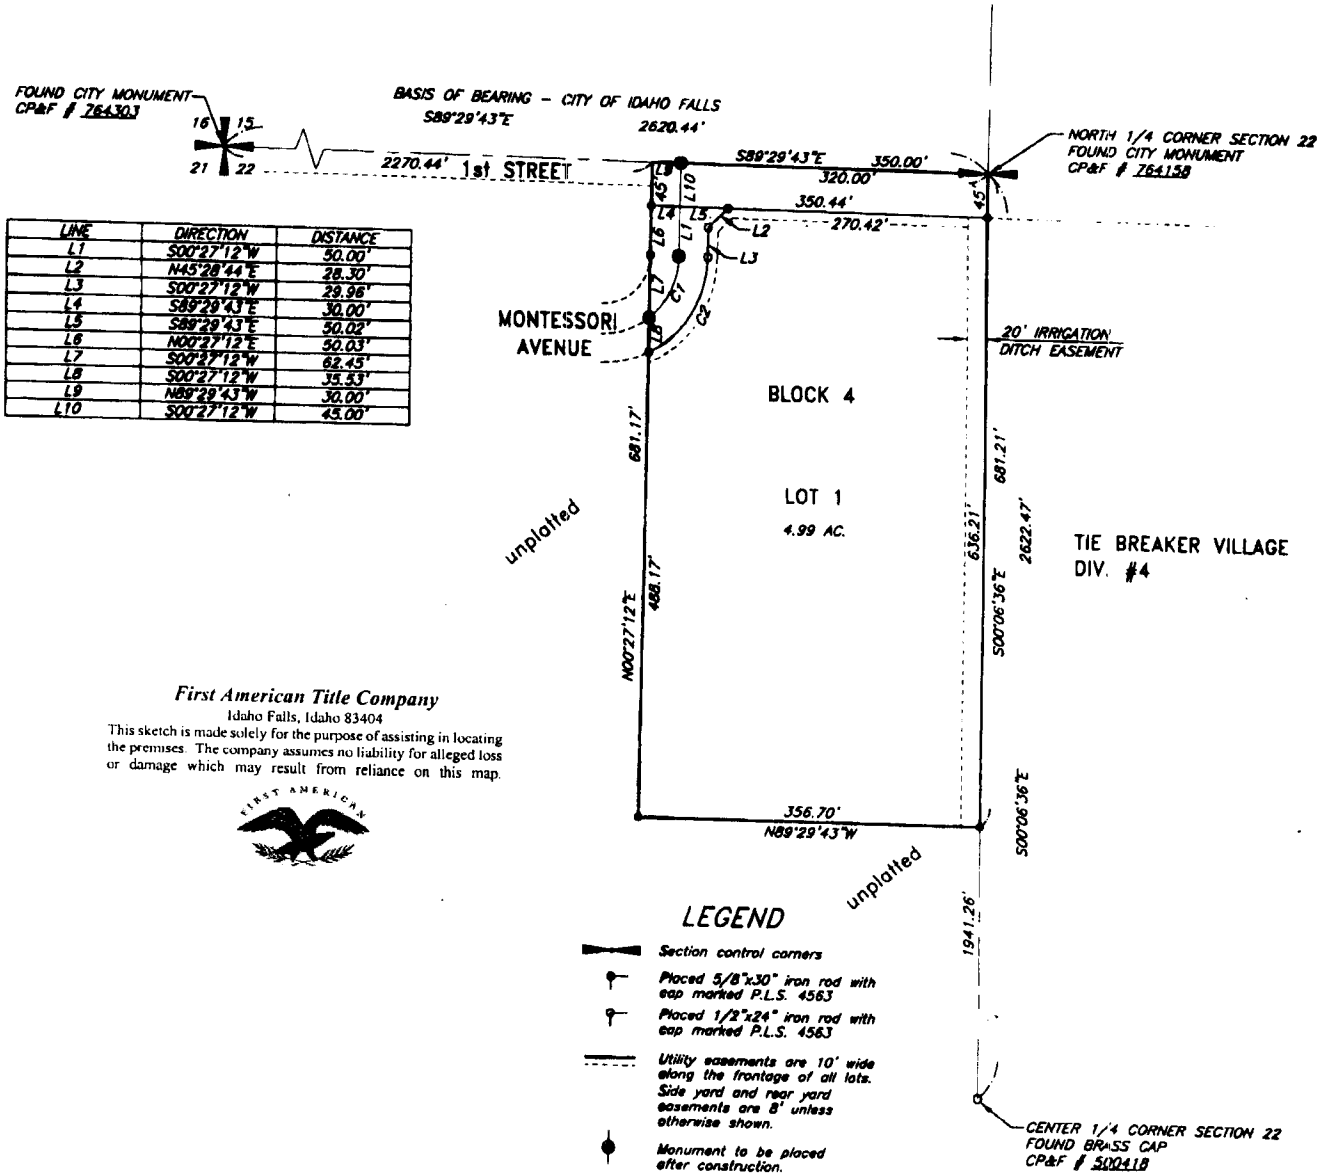 FOUND CITY MONUMENT
CP&F # 764303
BASIS OF BEARING - CITY OF IDAHO FALLS
S89°29'43"E
2620.44'
16 15
21 22
2270.44'
1st STREET
L9
S89°29'43"E
350.00'
320.00'
NORTH 1/4 CORNER SECTION 22
FOUND CITY MONUMENT
CP&F # 764158
45'
L10
45'
350.44'
L4
L5
270.42'
L2
L6
L1
L3
L7
C1
C2
L8
MONTESSORI
AVENUE
LINE DIRECTION DISTANCE
L1 S00°27'12"W 50.00'
L2 N45°28'44"E 28.30'
L3 S00°27'12"W 29.96'
L4 S89°29'43"E 30.00'
L5 S89°29'43"E 50.02'
L6 N00°27'12"E 50.03'
L7 S00°27'12"W 62.45'
L8 S00°27'12"W 35.53'
L9 N89°29'43"W 30.00'
L10 S00°27'12"W 45.00'
20' IRRIGATION
DITCH EASEMENT
BLOCK 4
LOT 1
4.99 AC.
681.17'
488.17'
N00°27'12"E
unplatted
681.21'
636.21'
2622.47'
S00°06'36"E
TIE BREAKER VILLAGE
DIV. #4
First American Title Company
Idaho Falls, Idaho 83404
This sketch is made solely for the purpose of assisting in locating
the premises. The company assumes no liability for alleged loss
or damage which may result from reliance on this map.
FIRST AMERICAN
356.70'
N89°29'43"W
S00°06'36"E
unplatted
1941.26'
LEGEND
Section control corners
Placed 5/8"x30" iron rod with
cap marked P.L.S. 4563
Placed 1/2"x24" iron rod with
cap marked P.L.S. 4563
Utility easements are 10' wide
along the frontage of all lots.
Side yard and rear yard
easements are 8' unless
otherwise shown.
Monument to be placed
after construction.
CENTER 1/4 CORNER SECTION 22
FOUND BRASS CAP
CP&F # 500418